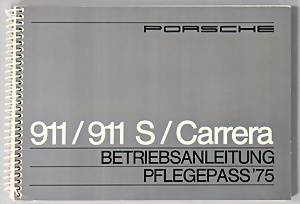 PORSCHE
911/911 S/Carrera
BETRIEBSANLEITUNG
PFLEGEPASS'75